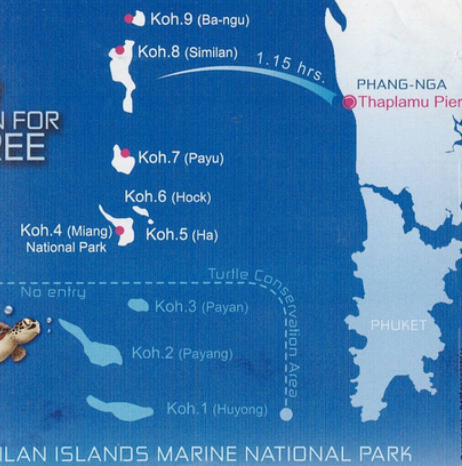 Koh.9 (Ba-ngu)
Koh.8 (Similan)
1.15 hrs.
PHANG-NGA
Thaplamu Pier
N FOR
REE
Koh.7 (Payu)
Koh.6 (Hock)
Koh.4 (Miang)
National Park
Koh.5 (Ha)
Turtle Conservation Area
No entry
Koh.3 (Payan)
PHUKET
Koh.2 (Payang)
Koh.1 (Huyong)
ILAN ISLANDS MARINE NATIONAL PARK